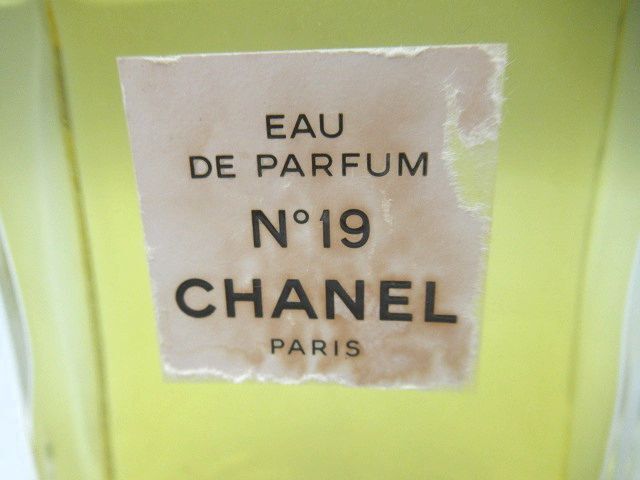 EAU
DE PARFUM
N°19
CHANEL
PARIS